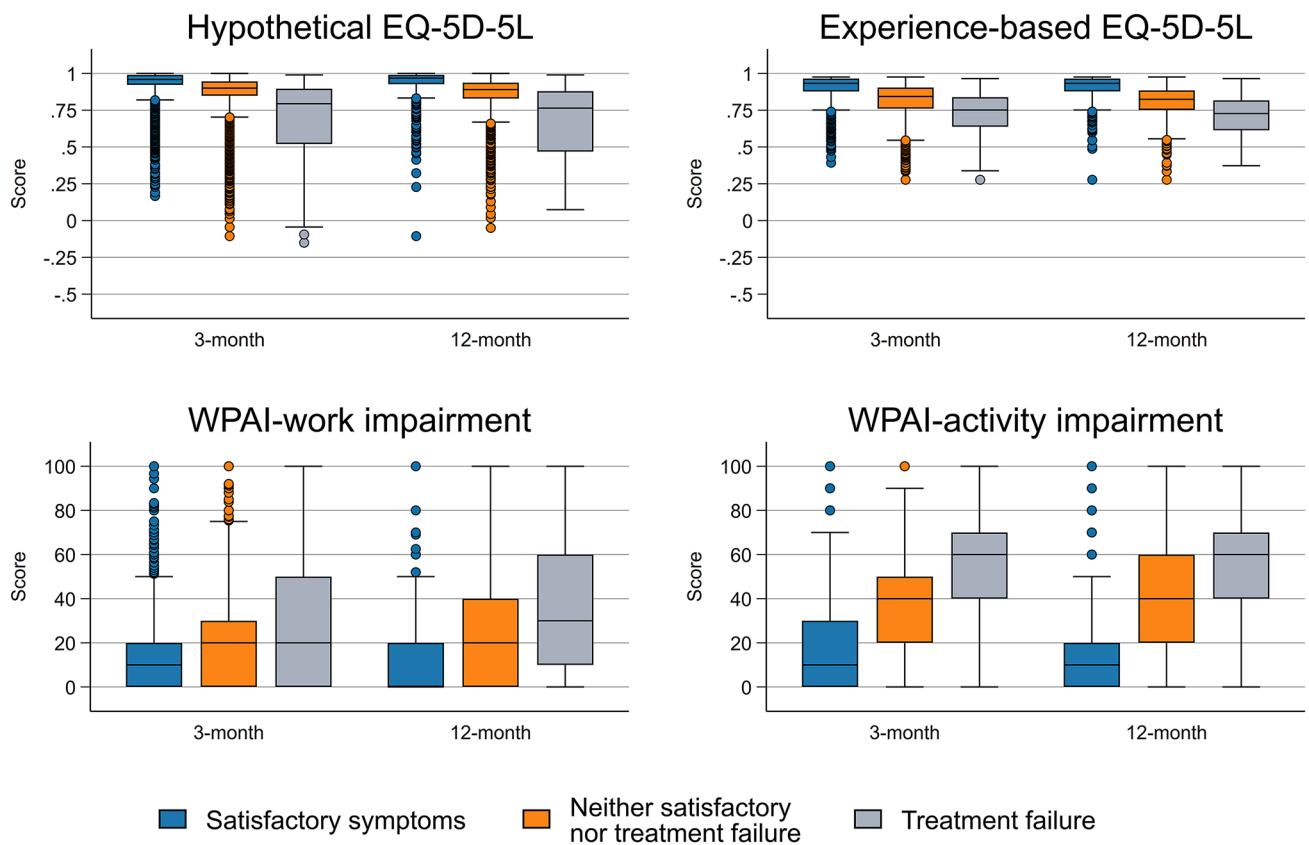 Hypothetical EQ-5D-5L
Score
1
.75
.5
.25
0
-.25
-.5
3-month
12-month
Experience-based EQ-5D-5L
Score
1
.75
.5
.25
0
-.25
-.5
3-month
12-month
WPAI-work impairment
Score
100
80
60
40
20
0
3-month
12-month
WPAI-activity impairment
Score
100
80
60
40
20
0
3-month
12-month
Satisfactory symptoms
Neither satisfactory
nor treatment failure
Treatment failure